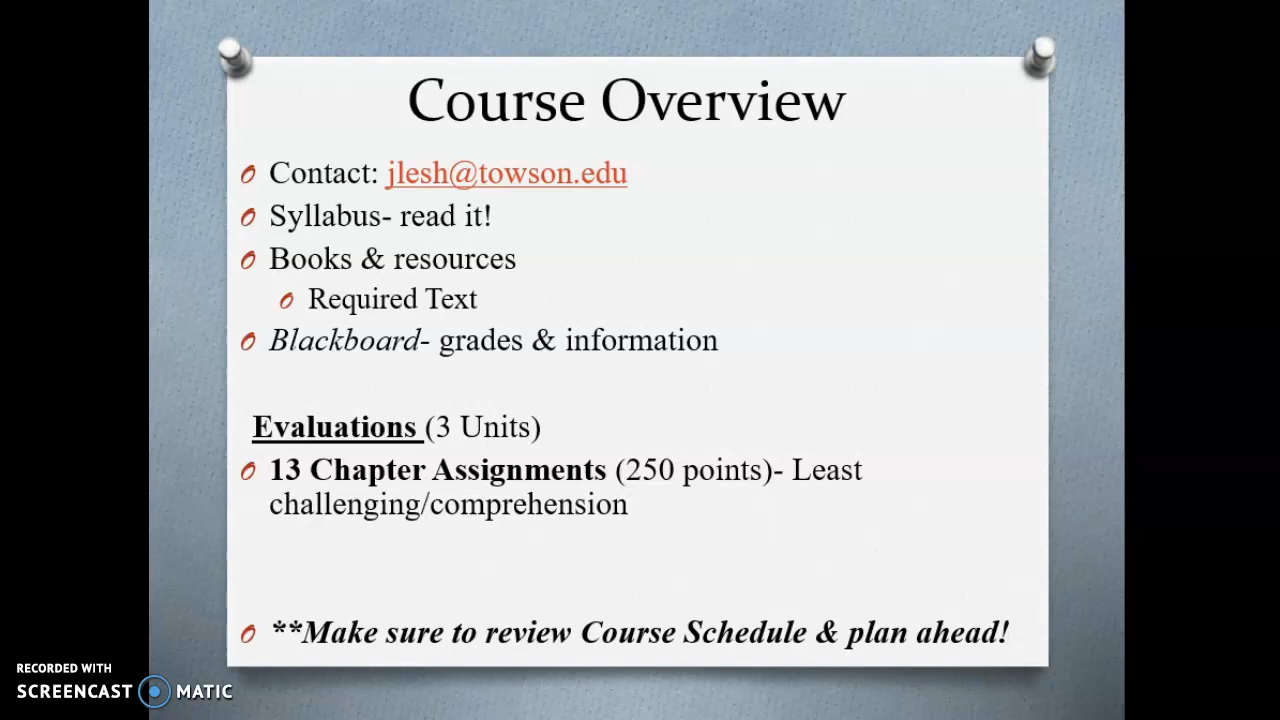 Course Overview
Contact: jlesh@towson.edu
Syllabus- read it!
Books & resources
Required Text
Blackboard- grades & information
Evaluations (3 Units)
13 Chapter Assignments (250 points)- Least
challenging/comprehension
**Make sure to review Course Schedule & plan ahead!
RECORDED WITH
SCREENCAST MATIC